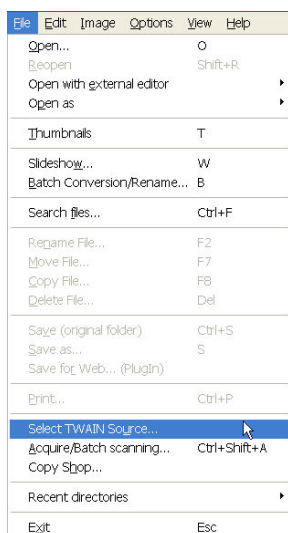 File Edit Image Options View Help
Open... O
Reopen Shift+R
Open with external editor
Open as
Thumbnails T
Slideshow... W
Batch Conversion/Rename... B
Search files... Ctrl+F
Rename File... F2
Move File... F7
Copy File... F8
Delete File... Del
Save (original folder) Ctrl+S
Save as... S
Save for Web... (PlugIn)
Print... Ctrl+P
Select TWAIN Source...
Acquire/Batch scanning... Ctrl+Shift+A
Copy Shop...
Recent directories
Exit Esc